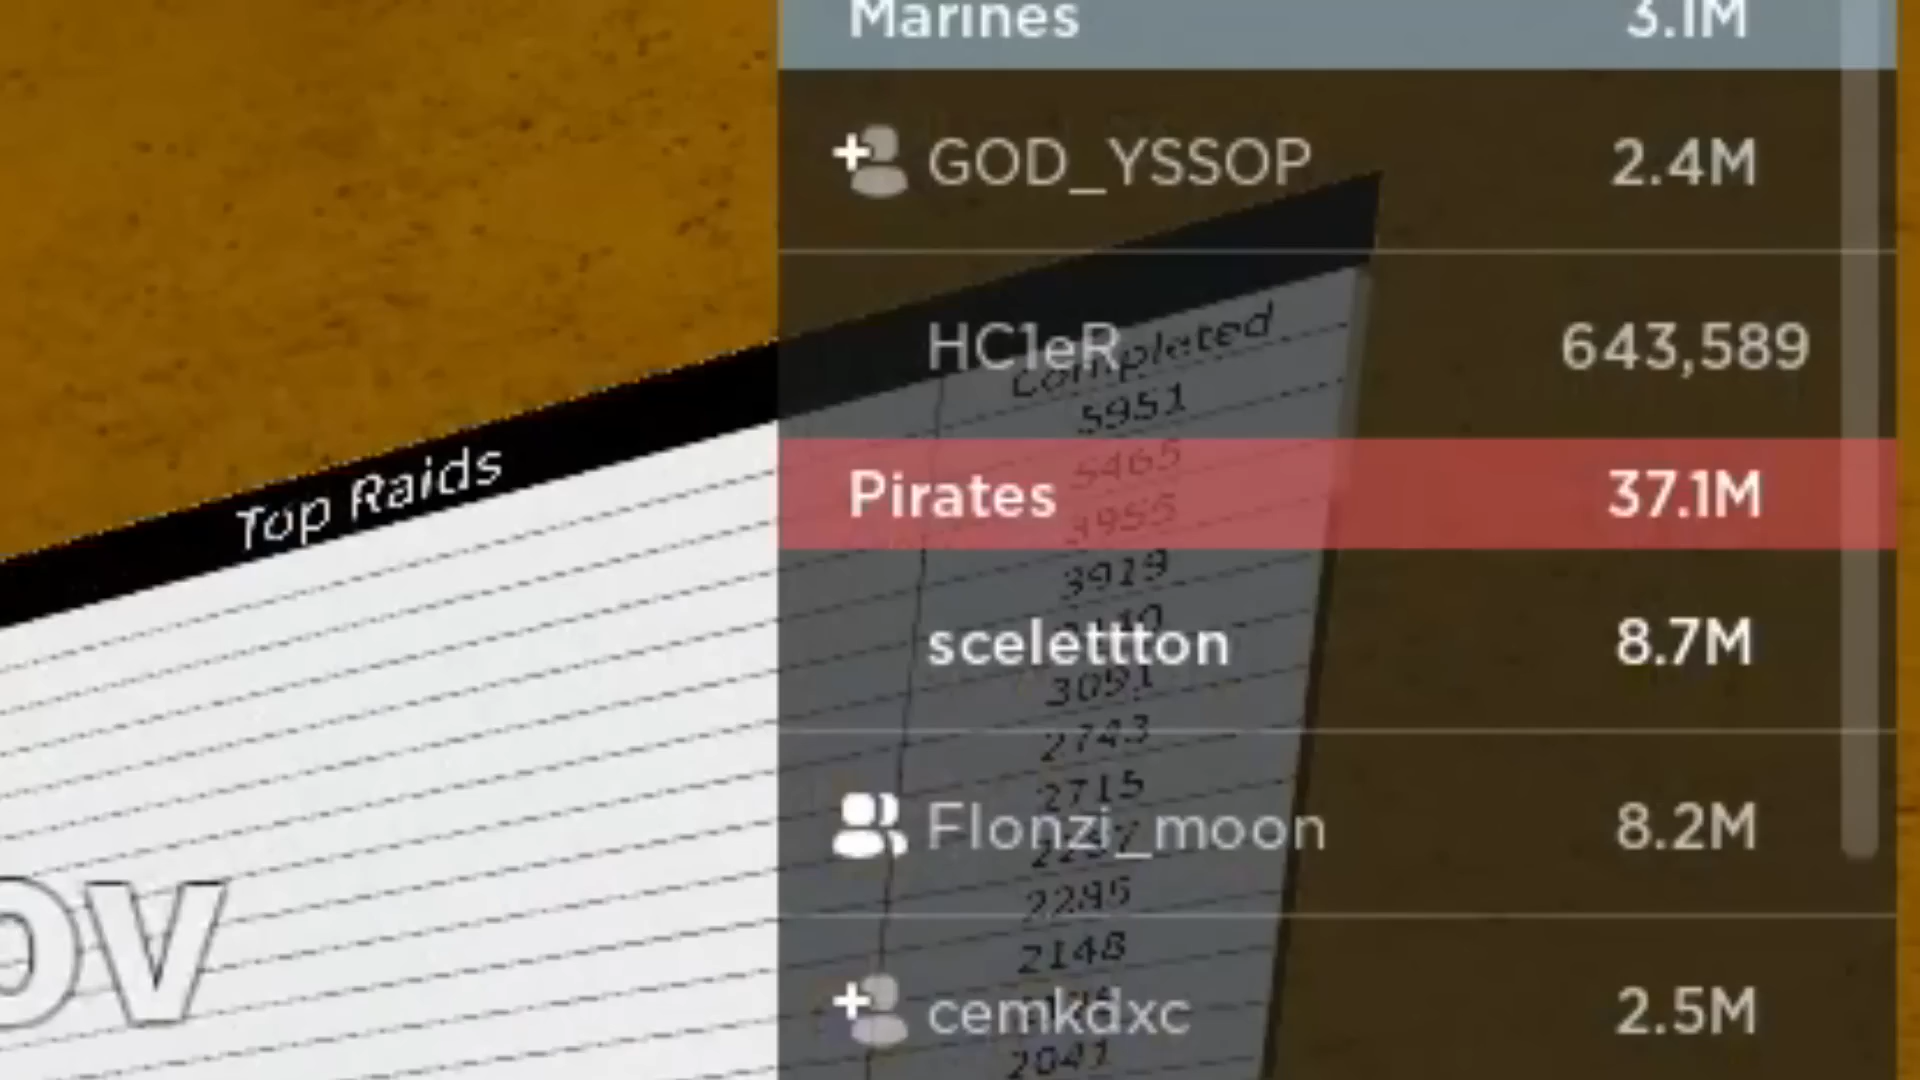 Marines 3.1M
GOD_YSSOP 2.4M
HC1eR 643,589
Pirates 37.1M
scelettton 8.7M
Flonzi_moon 8.2M
cemkdxc 2.5M
Top Raids
Completed
5951
5465
3955
3919
3091
2743
2715
2285
2148
2041